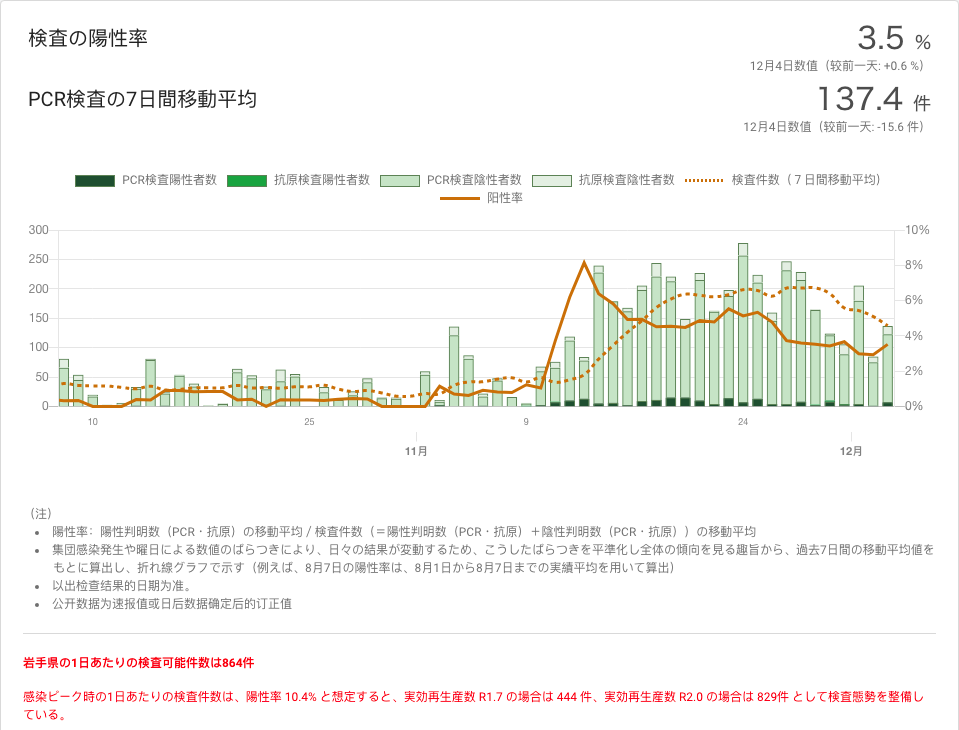 検査の陽性率
3.5 %
12月4日数值（较前一天: +0.6 %）
PCR検査の7日間移動平均
137.4 件
12月4日数值（较前一天: -15.6 件）
PCR検査陽性者数 抗原検査陽性者数 PCR検査陰性者数 抗原検査陰性者数 検査件数（７日間移動平均）
阳性率
300 10%
250 8%
200 6%
150 4%
100
50 2%
0 0%
10 25 9 24
11月 12月
（注）
• 陽性率：陽性判明数（PCR・抗原）の移動平均 / 検査件数（＝陽性判明数（PCR・抗原）＋陰性判明数（PCR・抗原））の移動平均
• 集団感染発生や曜日による数値のばらつきにより、日々の結果が変動するため、こうしたばらつきを平準化し全体の傾向を見る趣旨から、過去7日間の移動平均値を
もとに算出し、折れ線グラフで示す（例えば、8月7日の陽性率は、8月1日から8月7日までの実績平均を用いて算出）
• 以出检查结果的日期为准。
• 公开数据为速报值或日后数据确定后的订正值
岩手県の1日あたりの検査可能件数は864件
感染ピーク時の1日あたりの検査件数は、陽性率 10.4% と想定すると、実効再生産数 R1.7 の場合は 444 件、実効再生産数 R2.0 の場合は 829件 として検査態勢を整備し
ている。